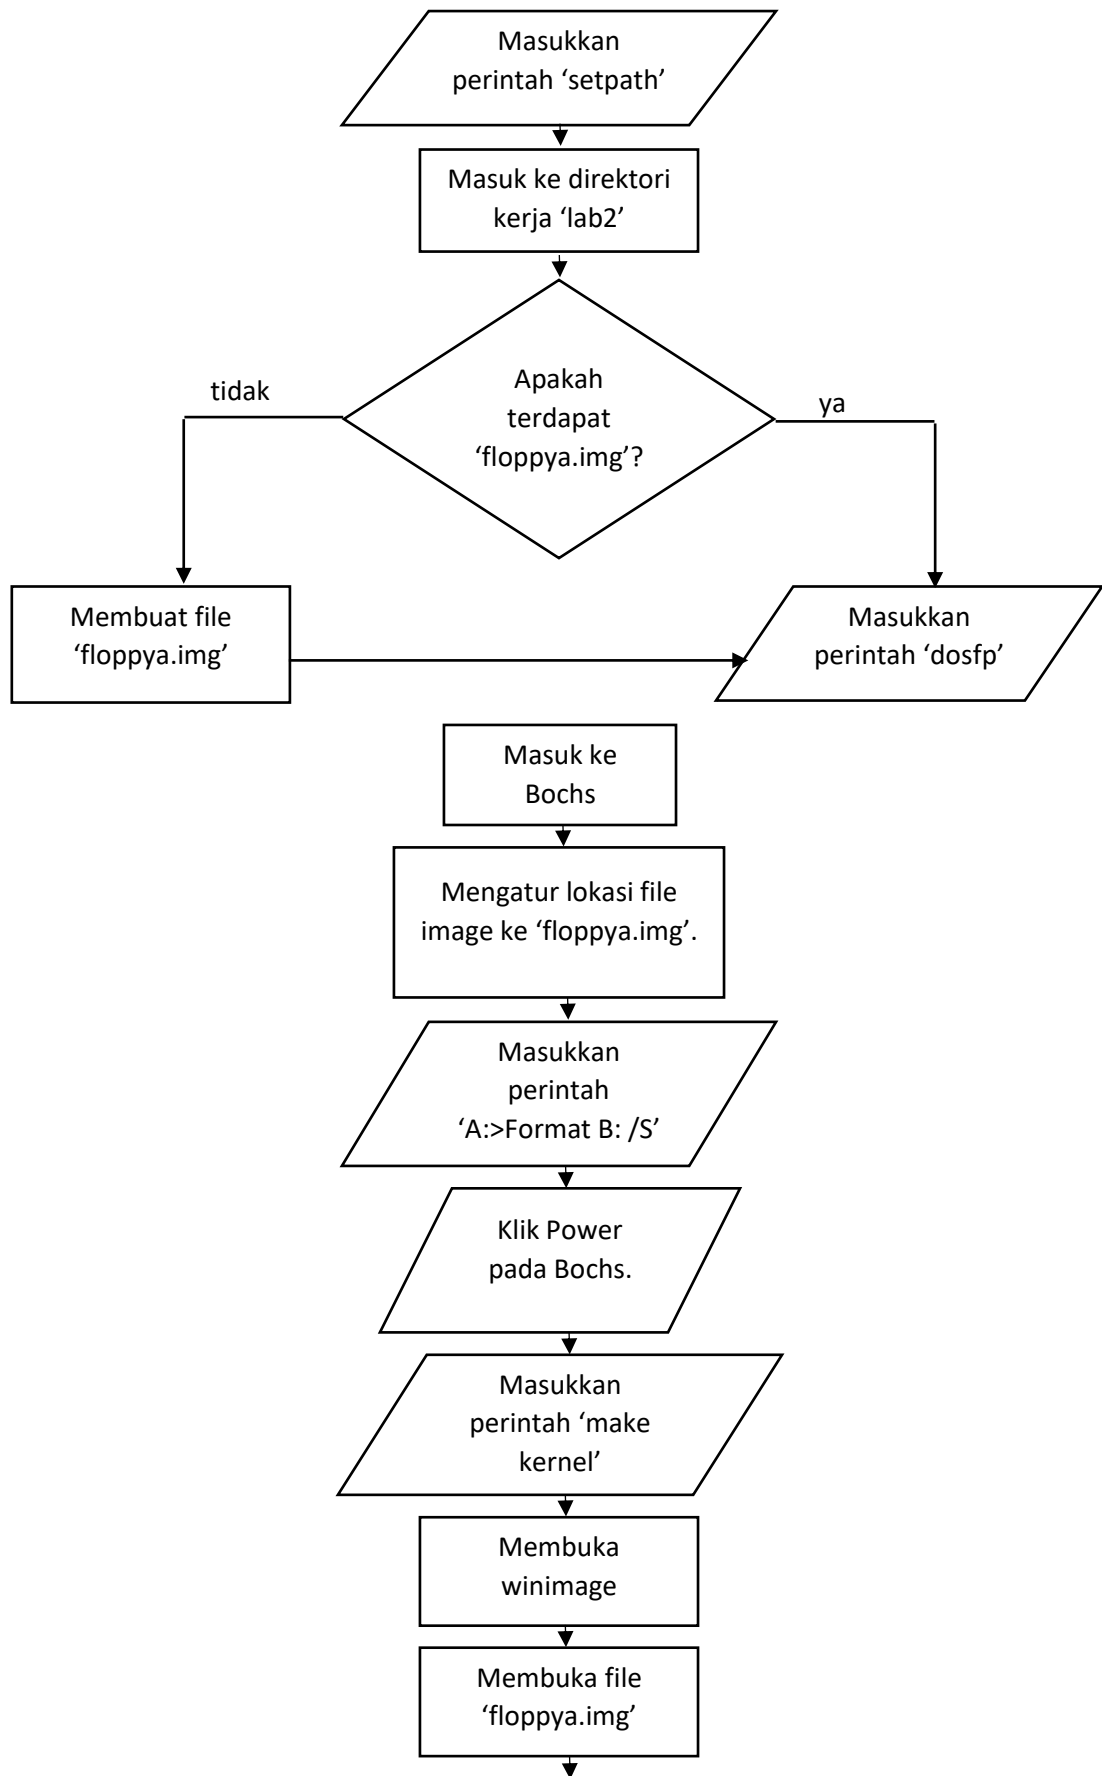 Masukkan
perintah ‘setpath’
Masuk ke direktori
kerja ‘lab2’
Apakah
terdapat
‘floppya.img’?
tidak
ya
Membuat file
‘floppya.img’
Masukkan
perintah ‘dosfp’
Masuk ke
Bochs
Mengatur lokasi file
image ke ‘floppya.img’.
Masukkan
perintah
‘A:>Format B: /S’
Klik Power
pada Bochs.
Masukkan
perintah ‘make
kernel’
Membuka
winimage
Membuka file
‘floppya.img’